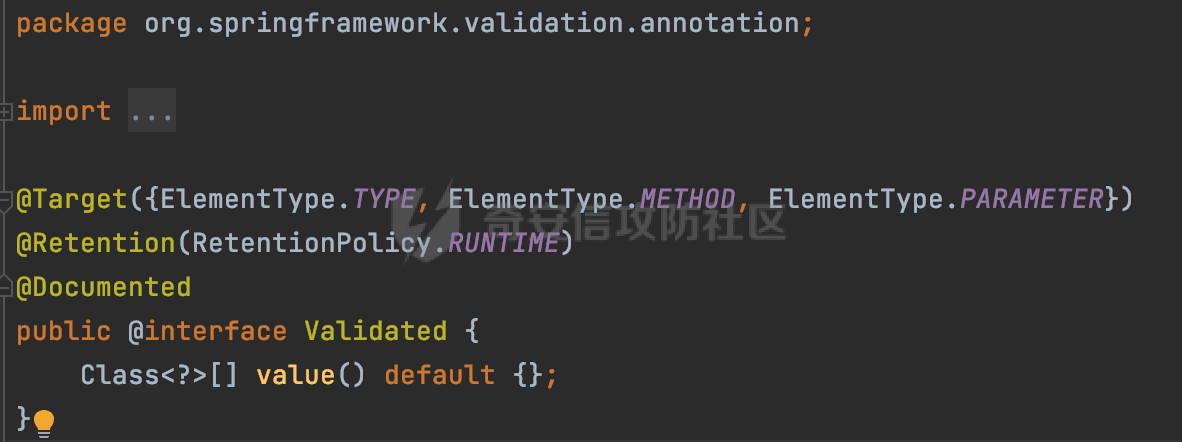 package org.springframework.validation.annotation;
import ...
@Target({ElementType.TYPE, ElementType.METHOD, ElementType.PARAMETER})
奇安信攻防社区
@Retention(RetentionPolicy.RUNTIME)
@Documented
public @interface Validated {
    Class<?>[] value() default {};
}